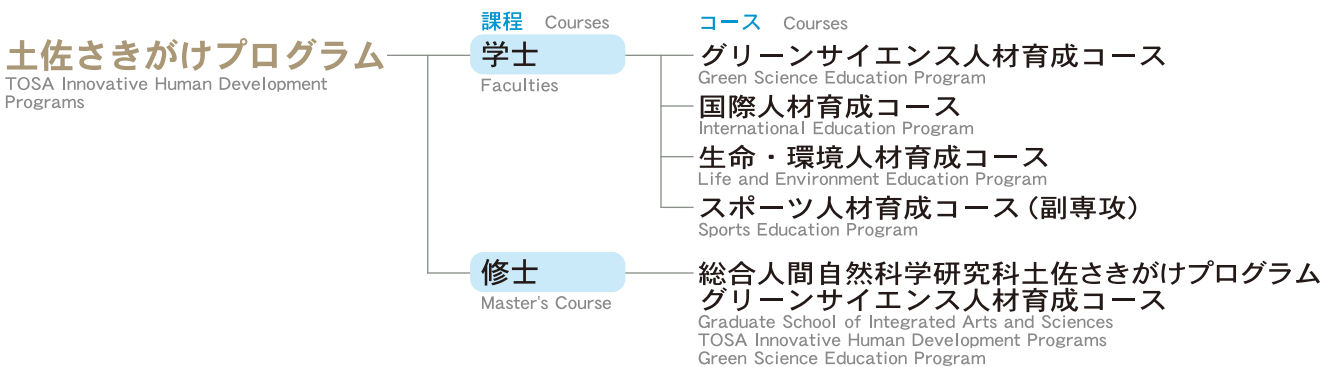 課程 Courses
コース Courses
土佐さきがけプログラム
TOSA Innovative Human Development
Programs
学士
Faculties
グリーンサイエンス人材育成コース
Green Science Education Program
国際人材育成コース
International Education Program
生命・環境人材育成コース
Life and Environment Education Program
スポーツ人材育成コース（副専攻）
Sports Education Program
修士
Master's Course
総合人間自然科学研究科土佐さきがけプログラム
グリーンサイエンス人材育成コース
Graduate School of Integrated Arts and Sciences
TOSA Innovative Human Development Programs
Green Science Education Program